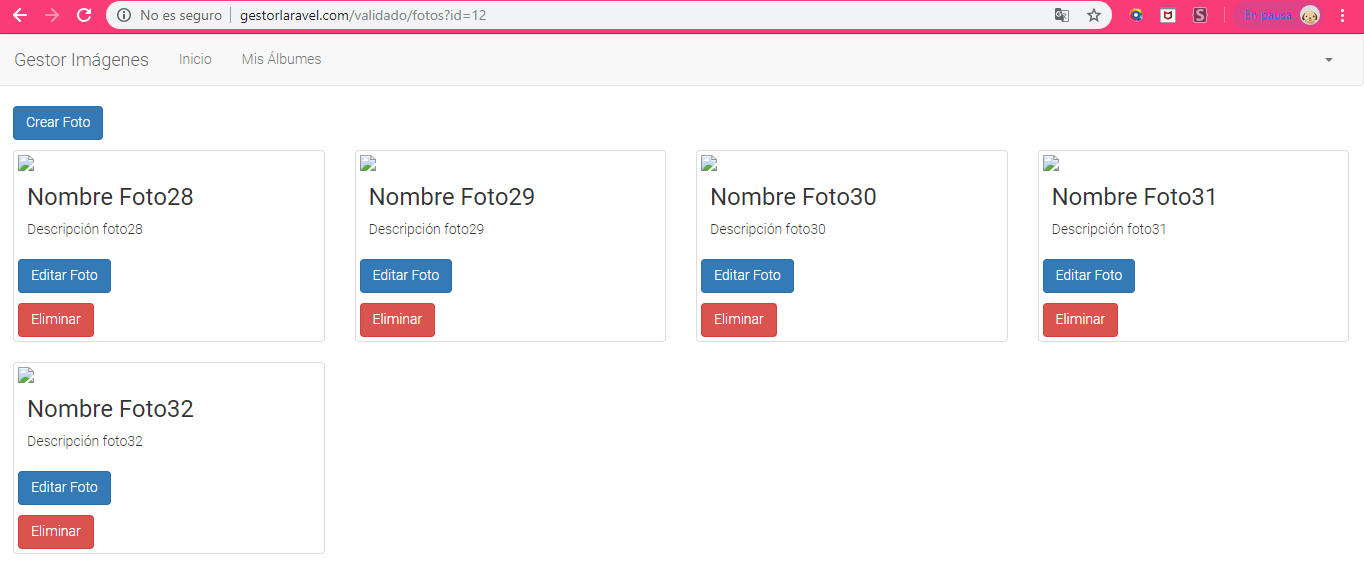 No es seguro | gestorlaravel.com/validado/fotos?id=12 En pausa
Gestor Imágenes Inicio Mis Álbumes
Crear Foto
Nombre Foto28 Nombre Foto29 Nombre Foto30 Nombre Foto31
Descripción foto28 Descripción foto29 Descripción foto30 Descripción foto31
Editar Foto Editar Foto Editar Foto Editar Foto
Eliminar Eliminar Eliminar Eliminar
Nombre Foto32
Descripción foto32
Editar Foto
Eliminar